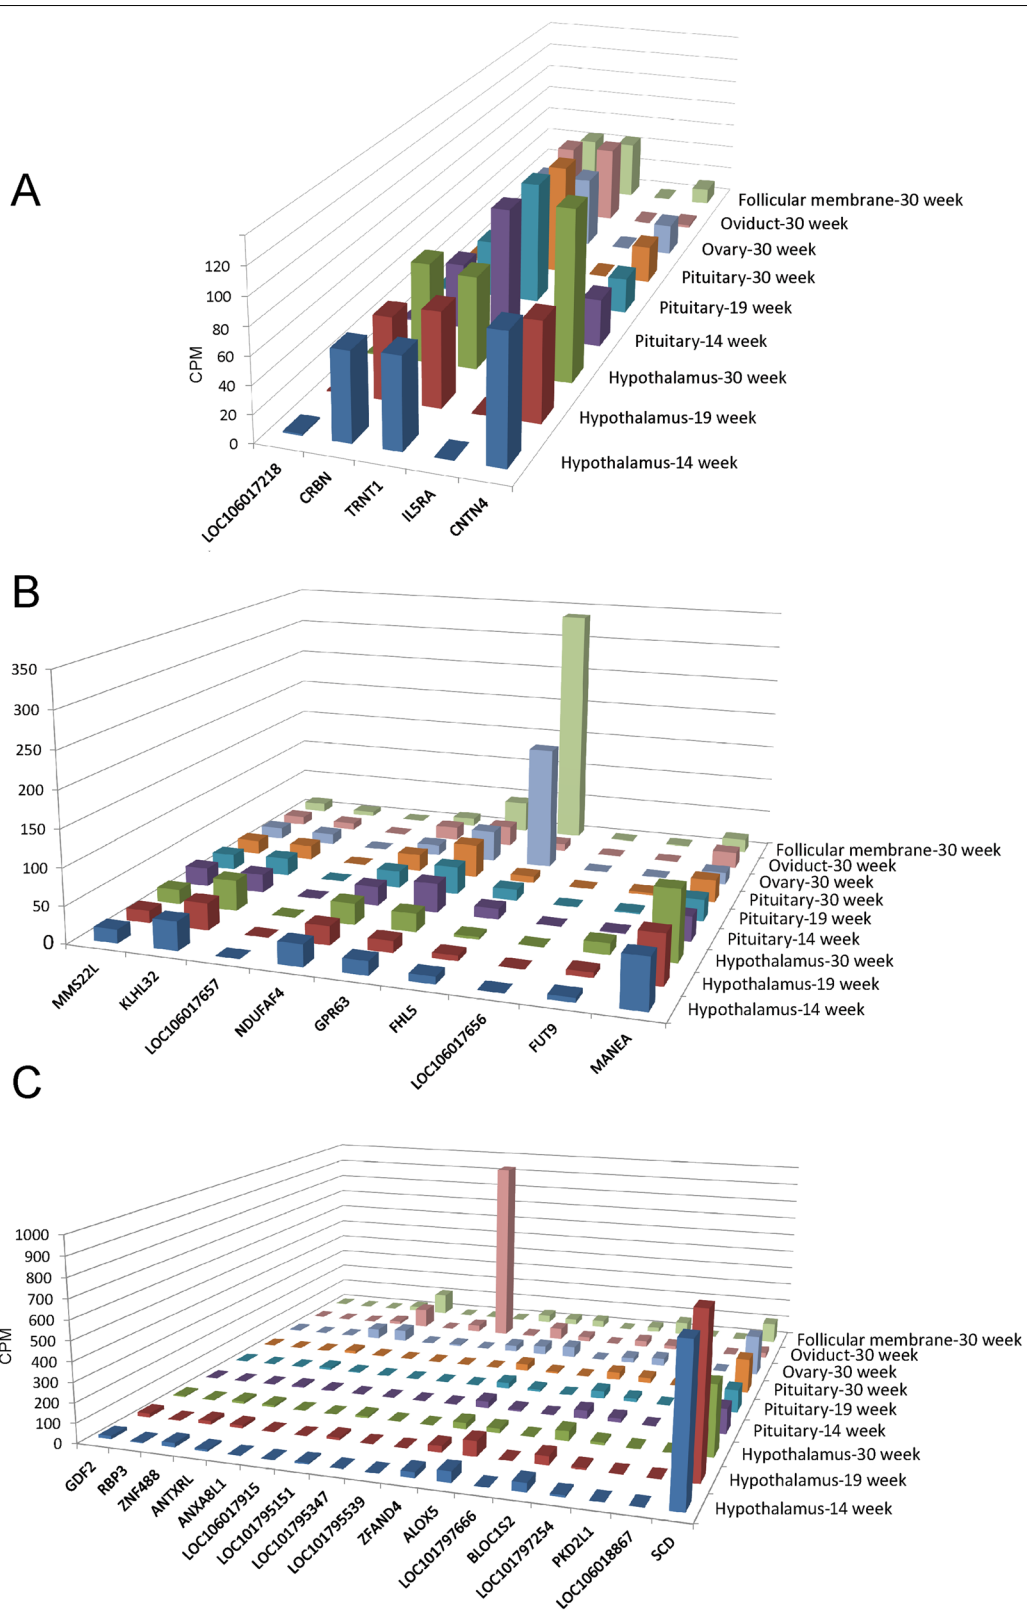 A
CPM
120
100
80
60
40
20
0
LOC106017218
CRBN
TRNT1
IL5RA
CNTN4
Follicular membrane-30 week
Oviduct-30 week
Ovary-30 week
Pituitary-30 week
Pituitary-19 week
Pituitary-14 week
Hypothalamus-30 week
Hypothalamus-19 week
Hypothalamus-14 week
B
350
300
250
200
150
100
50
0
MMS22L
KLHL32
LOC106017657
NDUFAF4
GPR63
FHL5
LOC106017656
FUT9
MANEA
Follicular membrane-30 week
Oviduct-30 week
Ovary-30 week
Pituitary-30 week
Pituitary-19 week
Pituitary-14 week
Hypothalamus-30 week
Hypothalamus-19 week
Hypothalamus-14 week
C
CPM
1000
900
800
700
600
500
400
300
200
100
0
GDF2
RBP3
ZNF488
ANTXRL
ANXA8L1
LOC106017915
LOC101795151
LOC101795347
LOC101795539
ZFAND4
ALOX5
LOC101797666
BLOC1S2
LOC101797254
PKD2L1
LOC106018867
SCD
Follicular membrane-30 week
Oviduct-30 week
Ovary-30 week
Pituitary-30 week
Pituitary-19 week
Pituitary-14 week
Hypothalamus-30 week
Hypothalamus-19 week
Hypothalamus-14 week